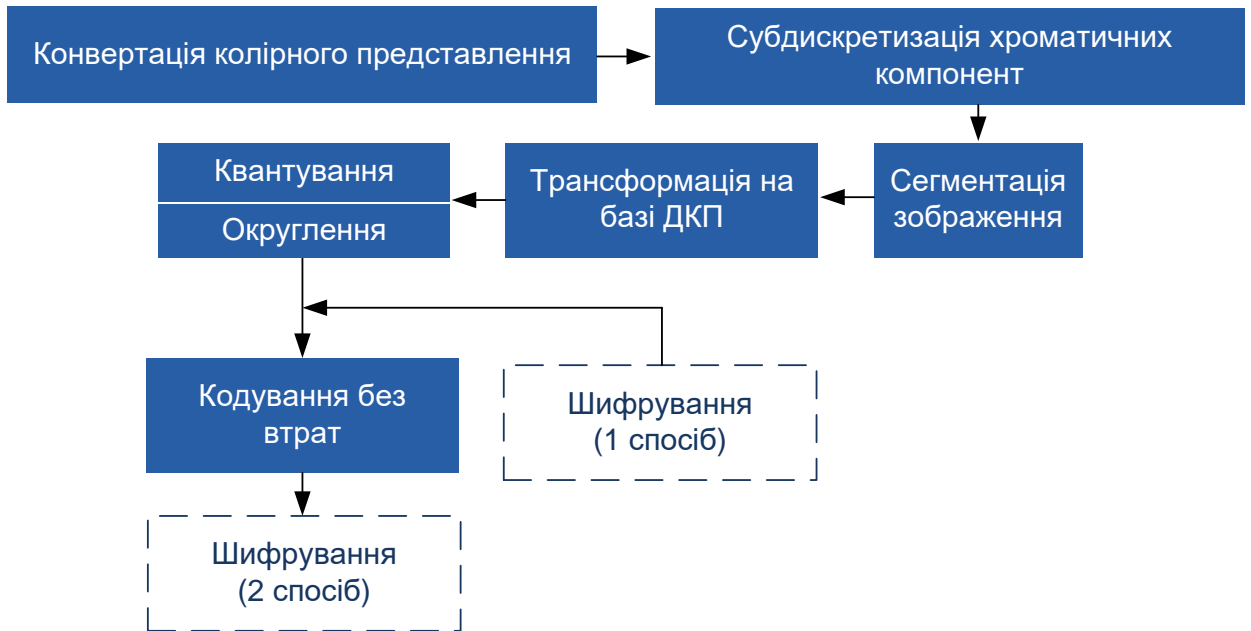 Конвертація колірного представлення
Субдискретизація хроматичних
компонент
Квантування
Округлення
Трансформація на
базі ДКП
Сегментація
зображення
Кодування без
втрат
Шифрування
(1 спосіб)
Шифрування
(2 спосіб)